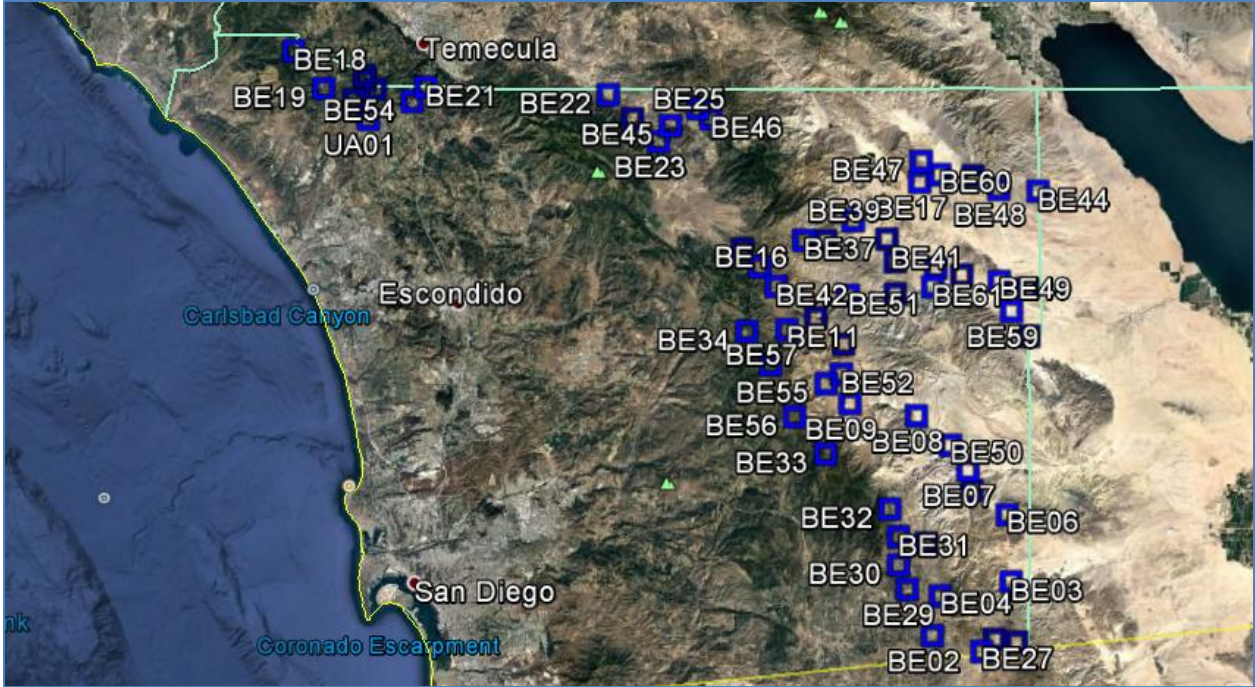 Temecula
BE18
BE19
BE21
BE54
UA01
BE22
BE25
BE45
BE46
BE23
BE47
BE60
BE44
BE48
BE39
BE17
BE37
BE16
BE41
BE42
BE51
BE61
BE49
BE59
Escondido
Carlsbad Canyon
BE34
BE11
BE57
BE55
BE52
BE56
BE09
BE08
BE50
BE33
BE07
BE32
BE06
BE31
BE30
BE03
BE04
BE29
San Diego
nk
Coronado Escarpment
BE02
BE27